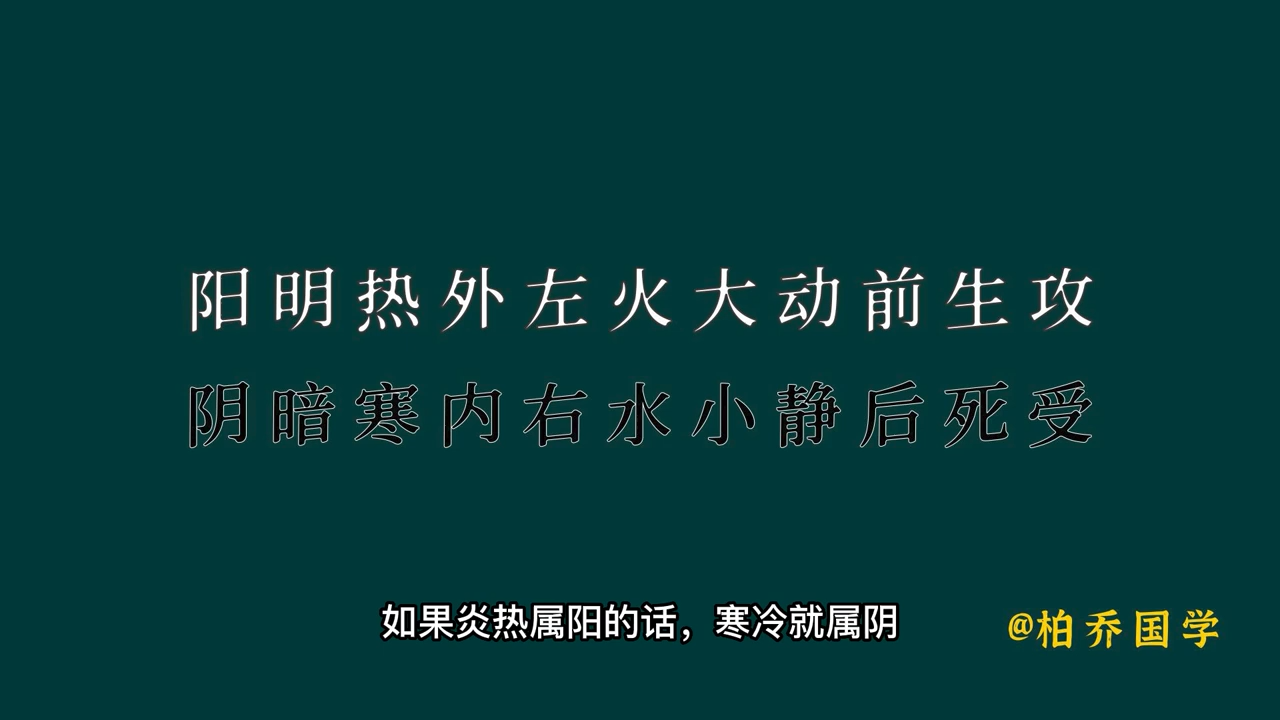 阳明热外左火大动前生攻
阴暗寒内右水小静后死受
如果炎热属阳的话，寒冷就属阴
@柏乔国学